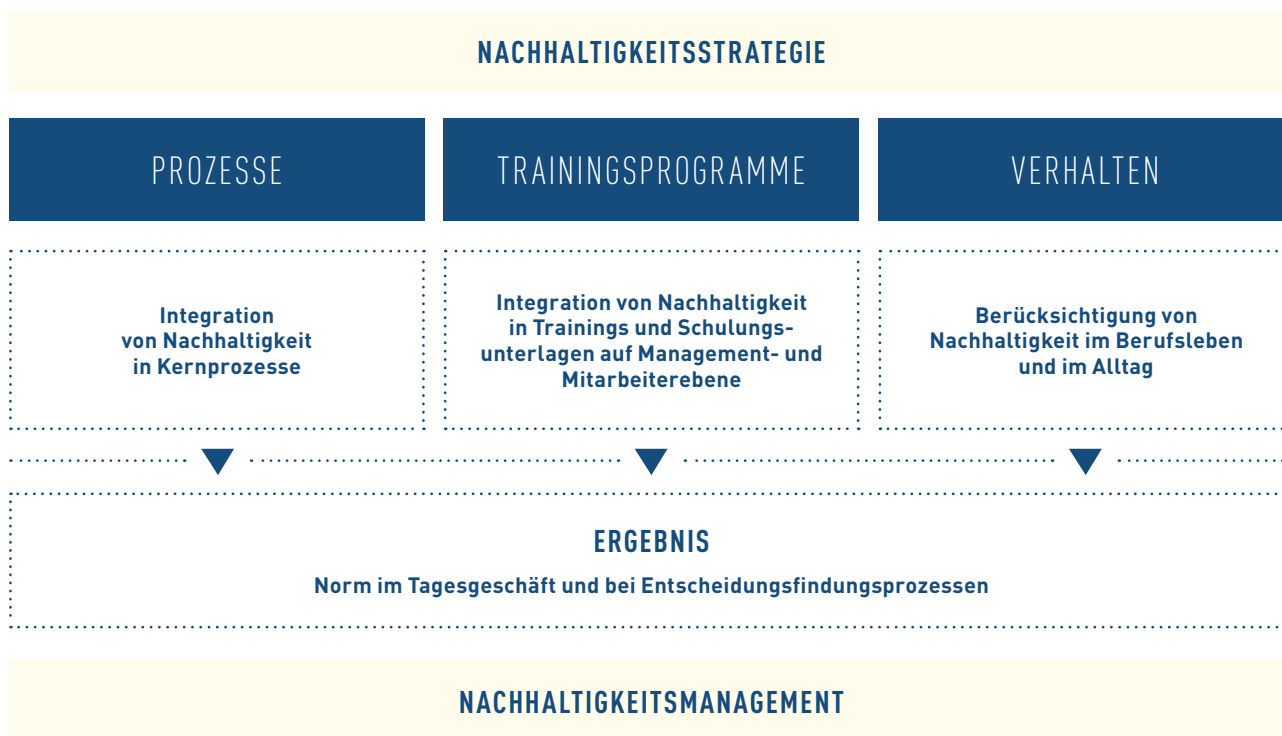 NACHHALTIGKEITSSTRATEGIE
PROZESSE
TRAININGSPROGRAMME
VERHALTEN
Integration
von Nachhaltigkeit
in Kernprozesse
Integration von Nachhaltigkeit
in Trainings und Schulungs-
unterlagen auf Management- und
Mitarbeiterebene
Berücksichtigung von
Nachhaltigkeit im Berufsleben
und im Alltag
ERGEBNIS
Norm im Tagesgeschäft und bei Entscheidungsfindungsprozessen
NACHHALTIGKEITSMANAGEMENT